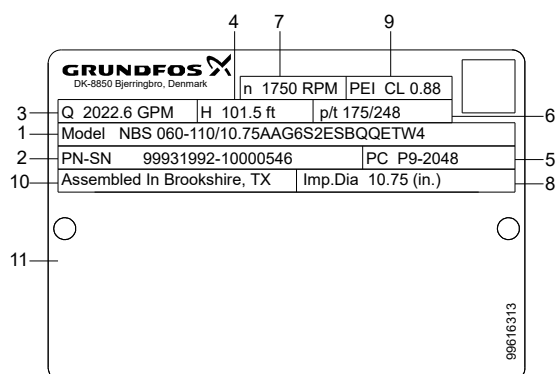 4 7 9
GRUNDFOS
DK-8850 Bjerringbro, Denmark
n 1750 RPM PEI CL 0.88
3 Q 2022.6 GPM H 101.5 ft p/t 175/248 6
1 Model NBS 060-110/10.75AAG6S2ESBQQETW4
2 PN-SN 99931992-10000546 PC P9-2048 5
10 Assembled In Brookshire, TX Imp.Dia 10.75 (in.) 8
11
99616313